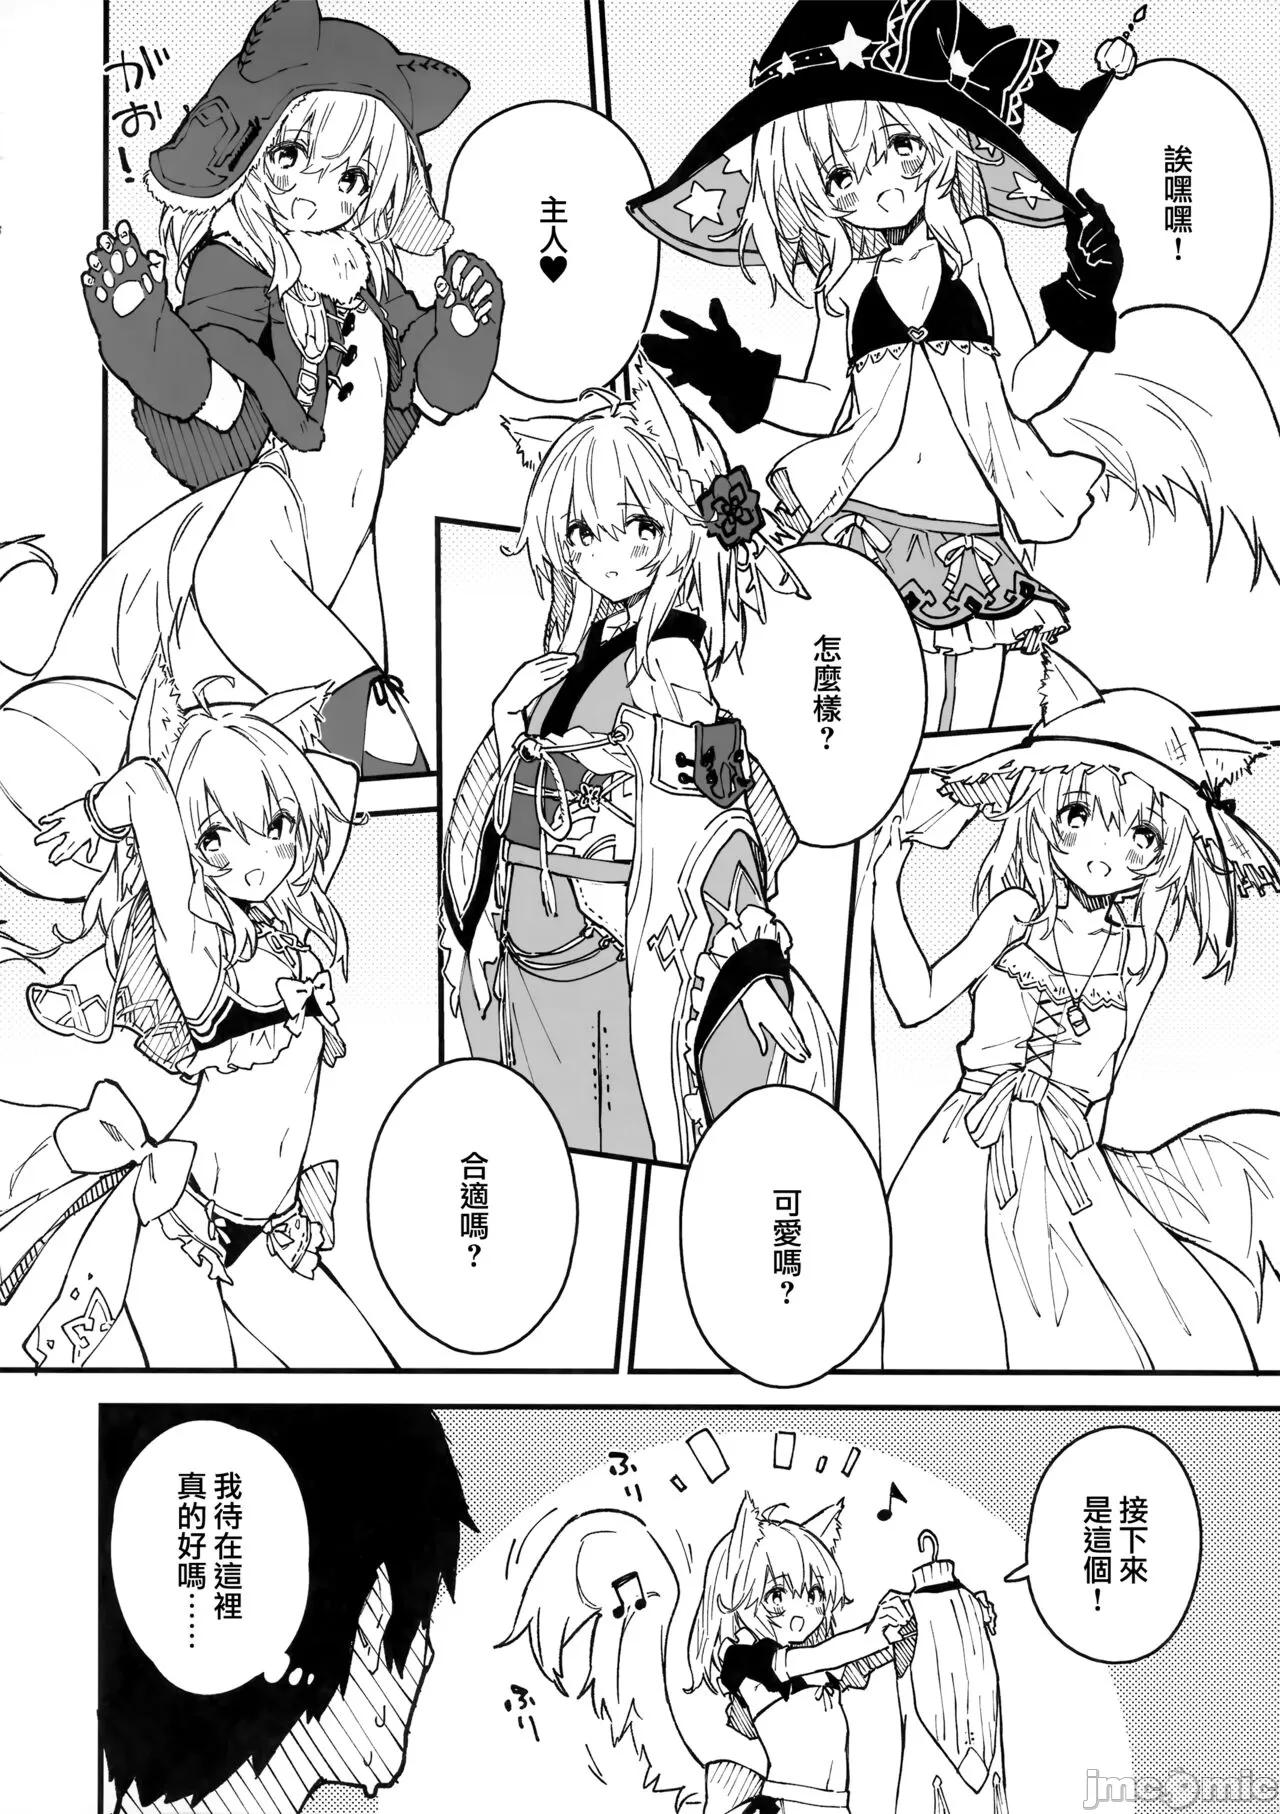 誒嘿嘿！
主人♥
がお！
怎麼樣？
可愛嗎？
合適嗎？
接下來
是這個！
ふり
ふり
我待在這裡
真的好嗎……
jmcomic